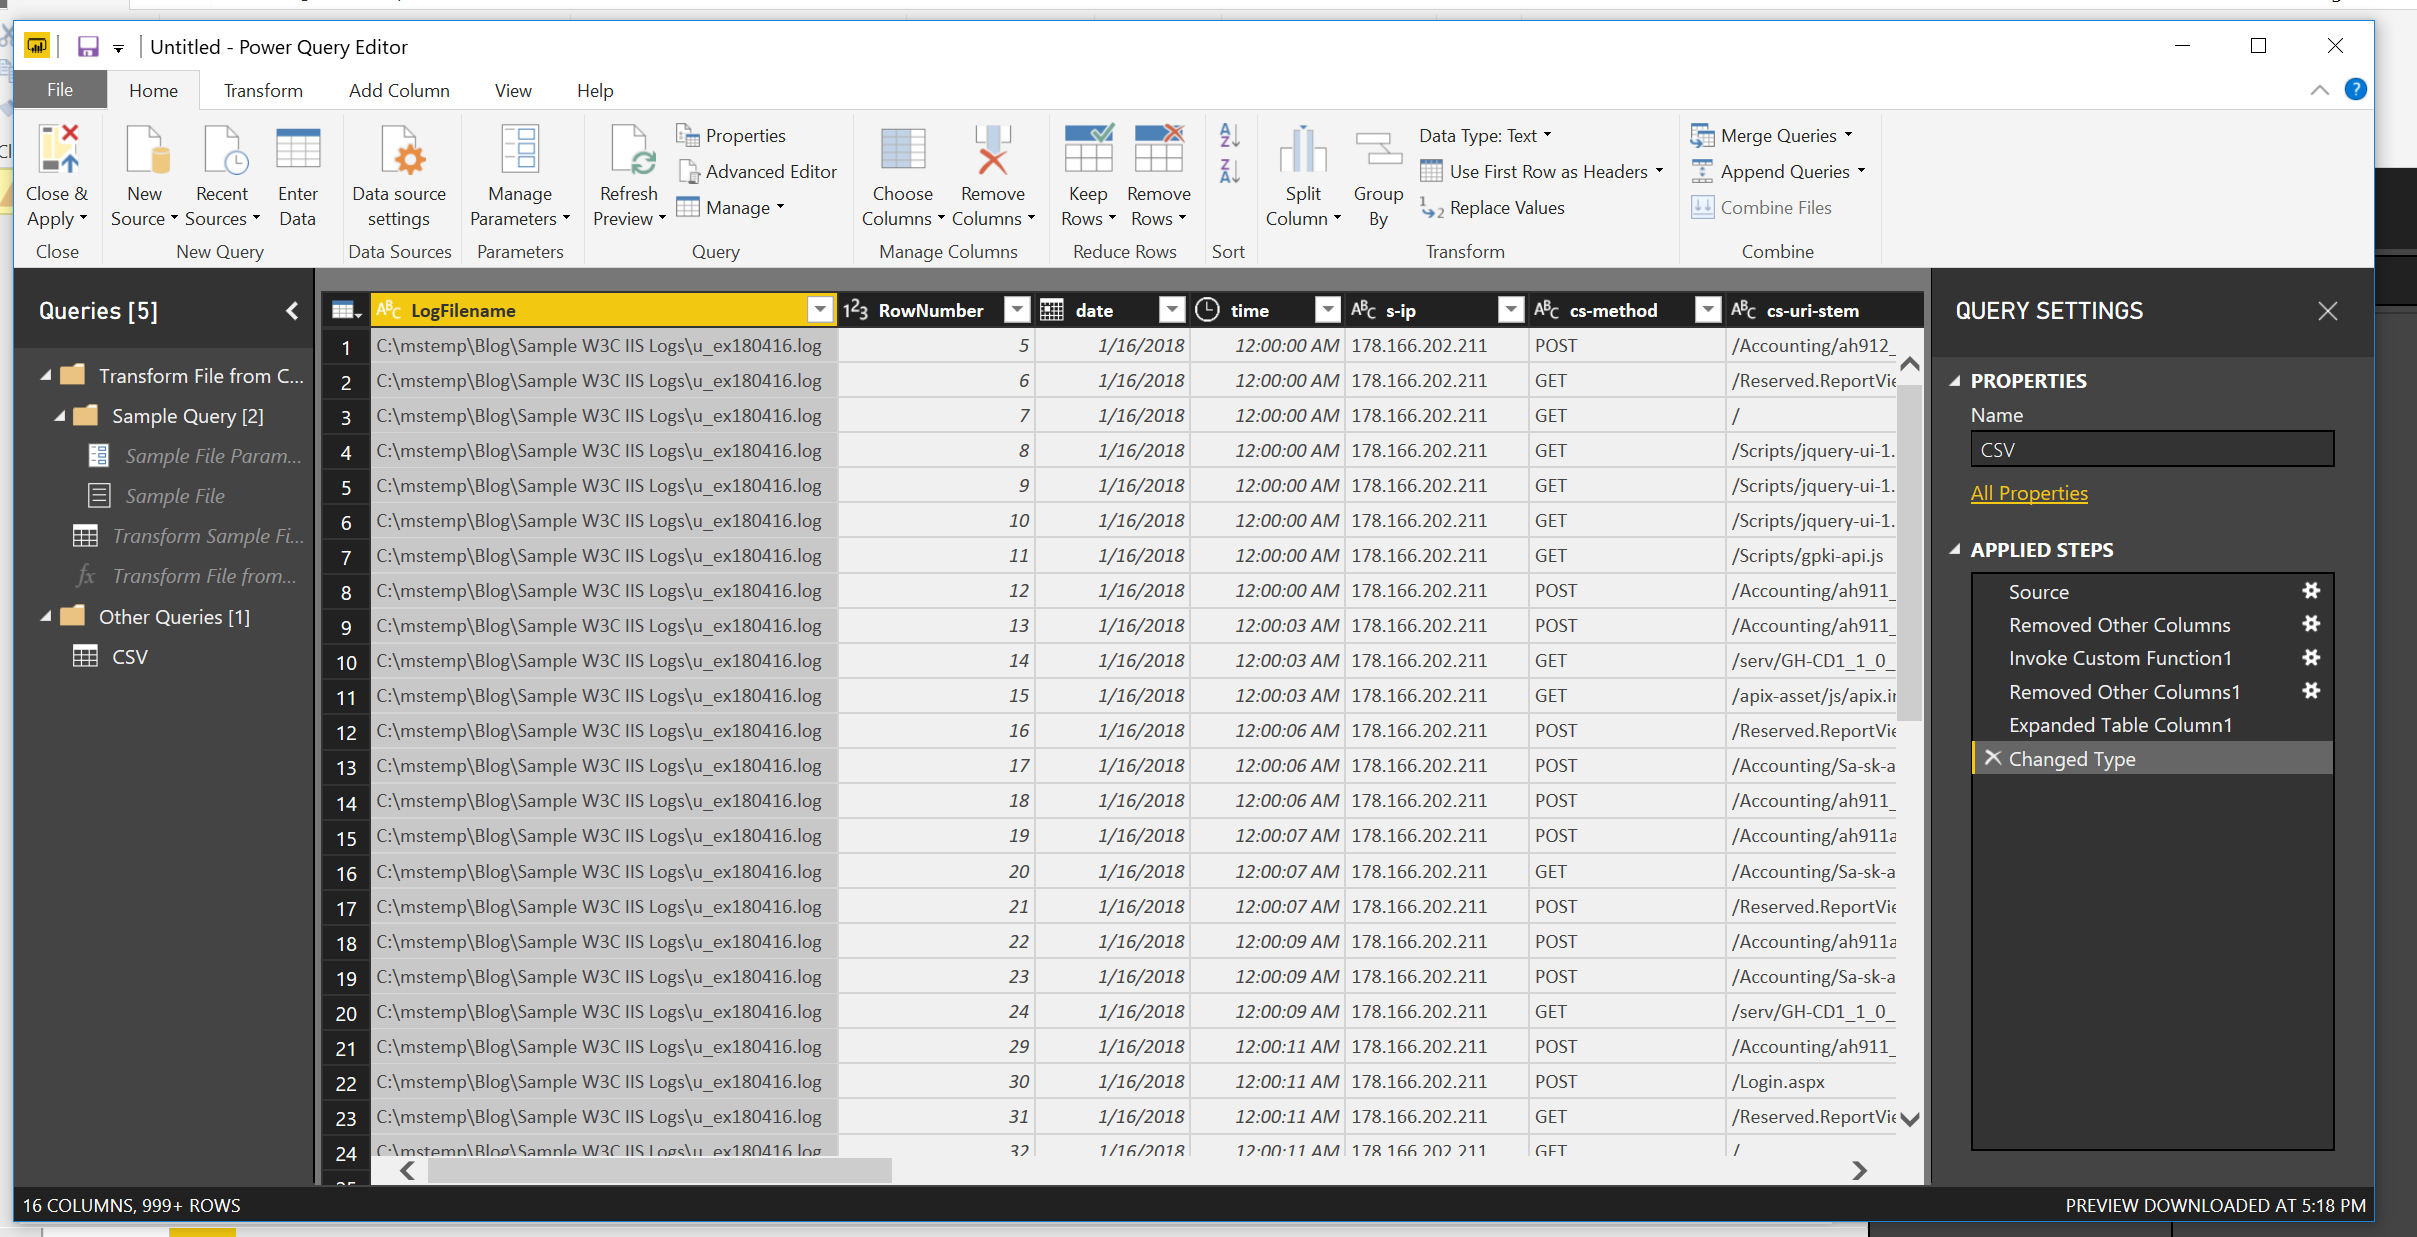 Untitled - Power Query Editor
File Home Transform Add Column View Help
Close & Apply
Close
New Source
Recent Sources
Enter Data
New Query
Data source settings
Data Sources
Manage Parameters
Parameters
Refresh Preview
Properties
Advanced Editor
Manage
Query
Choose Columns
Remove Columns
Manage Columns
Keep Rows
Remove Rows
Reduce Rows
Sort
Split Column
Group By
Data Type: Text
Use First Row as Headers
Replace Values
Transform
Merge Queries
Append Queries
Combine Files
Combine
Queries [5]
Transform File from C...
Sample Query [2]
Sample File Param...
Sample File
Transform Sample Fi...
fx Transform File from...
Other Queries [1]
CSV
LogFilename RowNumber date time s-ip cs-method cs-uri-stem
1 C:\mstemp\Blog\Sample W3C IIS Logs\u_ex180416.log 5 1/16/2018 12:00:00 AM 178.166.202.211 POST /Accounting/ah912_
2 C:\mstemp\Blog\Sample W3C IIS Logs\u_ex180416.log 6 1/16/2018 12:00:00 AM 178.166.202.211 GET /Reserved.ReportVie
3 C:\mstemp\Blog\Sample W3C IIS Logs\u_ex180416.log 7 1/16/2018 12:00:00 AM 178.166.202.211 GET /
4 C:\mstemp\Blog\Sample W3C IIS Logs\u_ex180416.log 8 1/16/2018 12:00:00 AM 178.166.202.211 GET /Scripts/jquery-ui-1.
5 C:\mstemp\Blog\Sample W3C IIS Logs\u_ex180416.log 9 1/16/2018 12:00:00 AM 178.166.202.211 GET /Scripts/jquery-ui-1.
6 C:\mstemp\Blog\Sample W3C IIS Logs\u_ex180416.log 10 1/16/2018 12:00:00 AM 178.166.202.211 GET /Scripts/jquery-ui-1.
7 C:\mstemp\Blog\Sample W3C IIS Logs\u_ex180416.log 11 1/16/2018 12:00:00 AM 178.166.202.211 GET /Scripts/gpki-api.js
8 C:\mstemp\Blog\Sample W3C IIS Logs\u_ex180416.log 12 1/16/2018 12:00:00 AM 178.166.202.211 POST /Accounting/ah911_
9 C:\mstemp\Blog\Sample W3C IIS Logs\u_ex180416.log 13 1/16/2018 12:00:03 AM 178.166.202.211 POST /Accounting/ah911_
10 C:\mstemp\Blog\Sample W3C IIS Logs\u_ex180416.log 14 1/16/2018 12:00:03 AM 178.166.202.211 GET /serv/GH-CD1_1_0_
11 C:\mstemp\Blog\Sample W3C IIS Logs\u_ex180416.log 15 1/16/2018 12:00:03 AM 178.166.202.211 GET /apix-asset/js/apix.i
12 C:\mstemp\Blog\Sample W3C IIS Logs\u_ex180416.log 16 1/16/2018 12:00:06 AM 178.166.202.211 POST /Reserved.ReportVie
13 C:\mstemp\Blog\Sample W3C IIS Logs\u_ex180416.log 17 1/16/2018 12:00:06 AM 178.166.202.211 POST /Accounting/Sa-sk-a
14 C:\mstemp\Blog\Sample W3C IIS Logs\u_ex180416.log 18 1/16/2018 12:00:06 AM 178.166.202.211 POST /Accounting/ah911_
15 C:\mstemp\Blog\Sample W3C IIS Logs\u_ex180416.log 19 1/16/2018 12:00:07 AM 178.166.202.211 POST /Accounting/ah911a
16 C:\mstemp\Blog\Sample W3C IIS Logs\u_ex180416.log 20 1/16/2018 12:00:07 AM 178.166.202.211 GET /Accounting/Sa-sk-a
17 C:\mstemp\Blog\Sample W3C IIS Logs\u_ex180416.log 21 1/16/2018 12:00:07 AM 178.166.202.211 POST /Reserved.ReportVie
18 C:\mstemp\Blog\Sample W3C IIS Logs\u_ex180416.log 22 1/16/2018 12:00:09 AM 178.166.202.211 POST /Accounting/ah911a
19 C:\mstemp\Blog\Sample W3C IIS Logs\u_ex180416.log 23 1/16/2018 12:00:09 AM 178.166.202.211 POST /Accounting/Sa-sk-a
20 C:\mstemp\Blog\Sample W3C IIS Logs\u_ex180416.log 24 1/16/2018 12:00:09 AM 178.166.202.211 GET /serv/GH-CD1_1_0_
21 C:\mstemp\Blog\Sample W3C IIS Logs\u_ex180416.log 29 1/16/2018 12:00:11 AM 178.166.202.211 POST /Accounting/ah911_
22 C:\mstemp\Blog\Sample W3C IIS Logs\u_ex180416.log 30 1/16/2018 12:00:11 AM 178.166.202.211 POST /Login.aspx
23 C:\mstemp\Blog\Sample W3C IIS Logs\u_ex180416.log 31 1/16/2018 12:00:11 AM 178.166.202.211 GET /Reserved.ReportVie
24 C:\mstemp\Blog\Sample W3C IIS Logs\u_ex180416.log 32 1/16/2018 12:00:11 AM 178.166.202.211 GET /
QUERY SETTINGS
PROPERTIES
Name
CSV
All Properties
APPLIED STEPS
Source
Removed Other Columns
Invoke Custom Function1
Removed Other Columns1
Expanded Table Column1
Changed Type
16 COLUMNS, 999+ ROWS
PREVIEW DOWNLOADED AT 5:18 PM